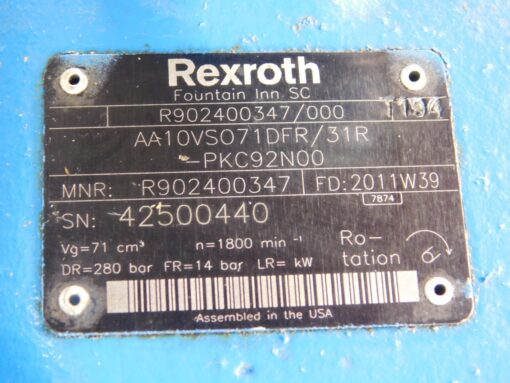 Rexroth
Fountain Inn SC
R902400347/000 1194
AA10VSO71DFR/31R
-PKC92N00
MNR: R902400347 FD:2011W39
7874
SN: 42500440
Vg=71 cm³ n=1800 min⁻¹ Ro-
DR=280 bar FR=14 bar LR= kW tation
Assembled in the USA